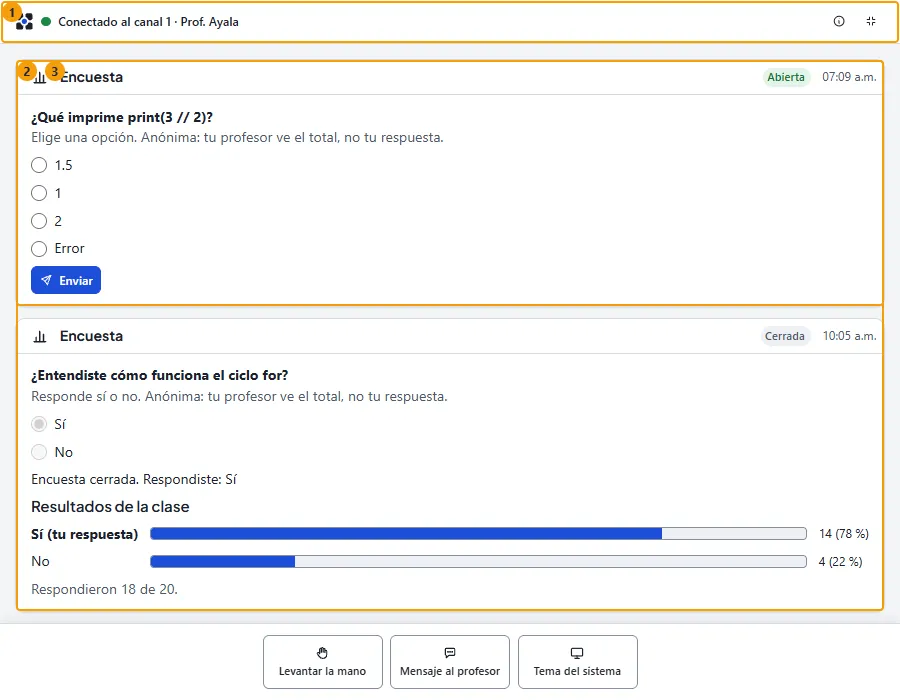 1
Conectado al canal 1 · Prof. Ayala
2 3 Encuesta Abierta 07:09 a.m.
¿Qué imprime print(3 // 2)?
Elige una opción. Anónima: tu profesor ve el total, no tu respuesta.
1.5
1
2
Error
Enviar
Encuesta Cerrada 10:05 a.m.
¿Entendiste cómo funciona el ciclo for?
Responde sí o no. Anónima: tu profesor ve el total, no tu respuesta.
Sí
No
Encuesta cerrada. Respondiste: Sí
Resultados de la clase
Sí (tu respuesta) 14 (78 %)
No 4 (22 %)
Respondieron 18 de 20.
Levantar la mano Mensaje al profesor Tema del sistema